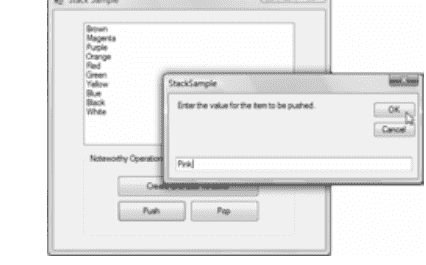 Stack Sample
Brown
Magenta
Purple
Orange
Red
Green
Yellow
Blue
Black
White
StackSample
Enter the value for the item to be pushed.
OK
Cancel
Pink
Noteworthy Operation
Push
Pop